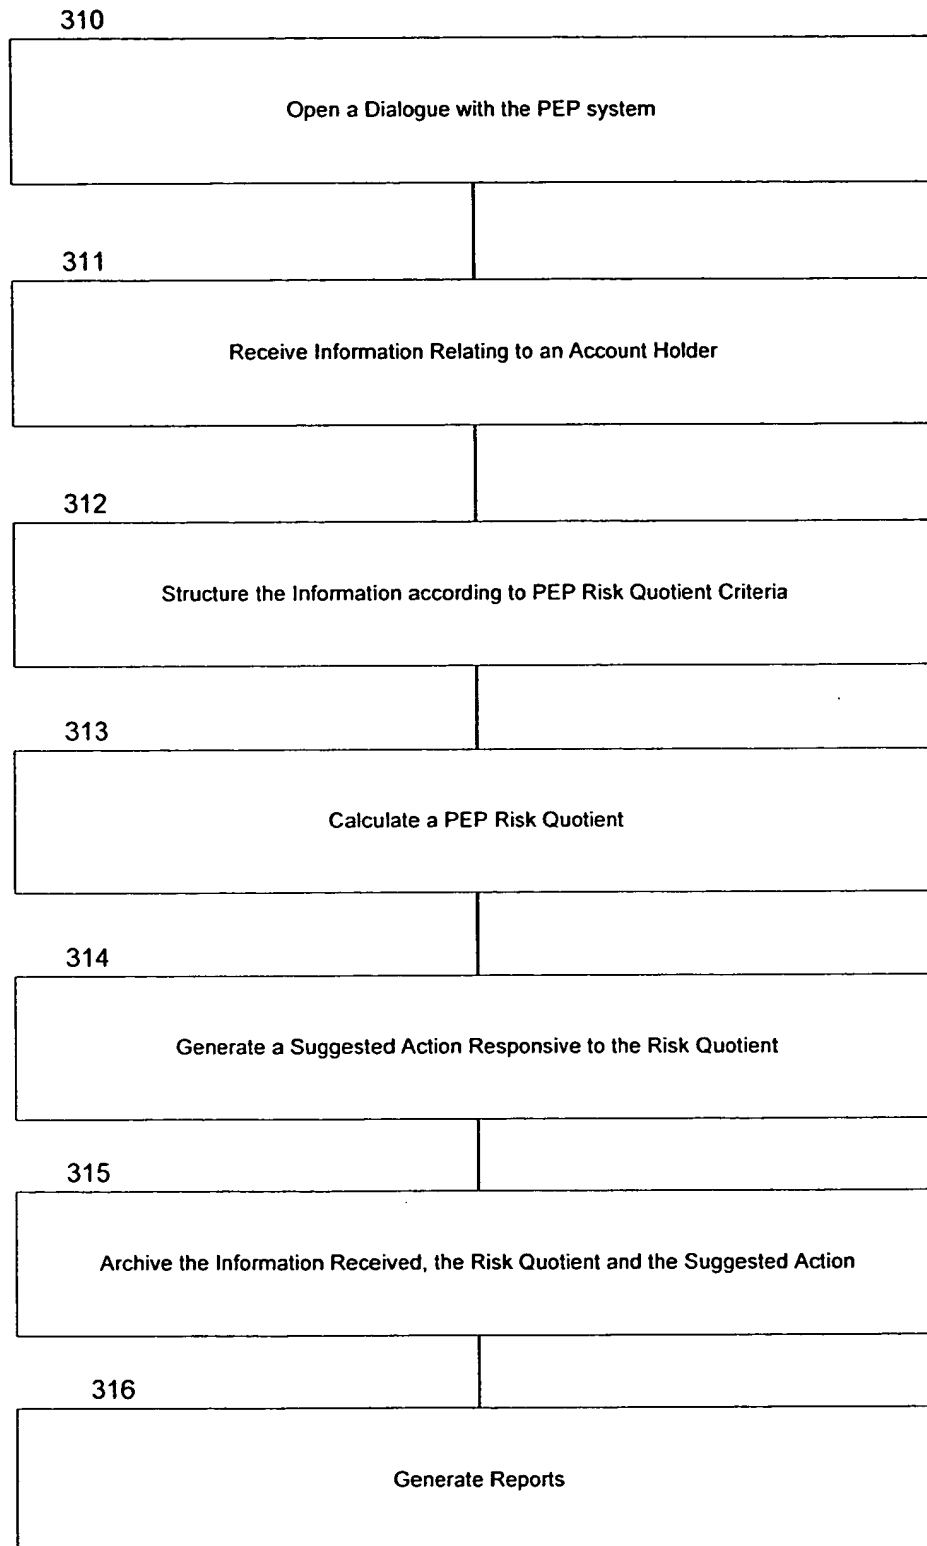 310
Open a Dialogue with the PEP system
311
Receive Information Relating to an Account Holder
312
Structure the Information according to PEP Risk Quotient Criteria
313
Calculate a PEP Risk Quotient
314
Generate a Suggested Action Responsive to the Risk Quotient
315
Archive the Information Received, the Risk Quotient and the Suggested Action
316
Generate Reports